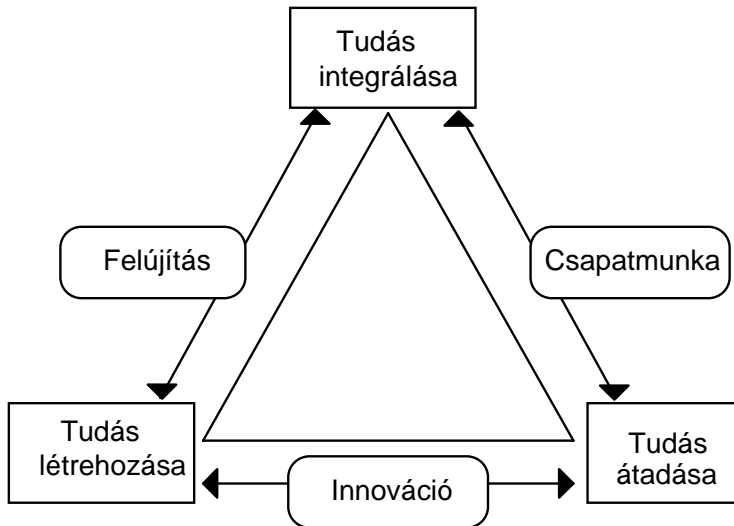 Tudás
integrálása
Felújítás
Csapatmunka
Tudás
létrehozása
Innováció
Tudás
átadása